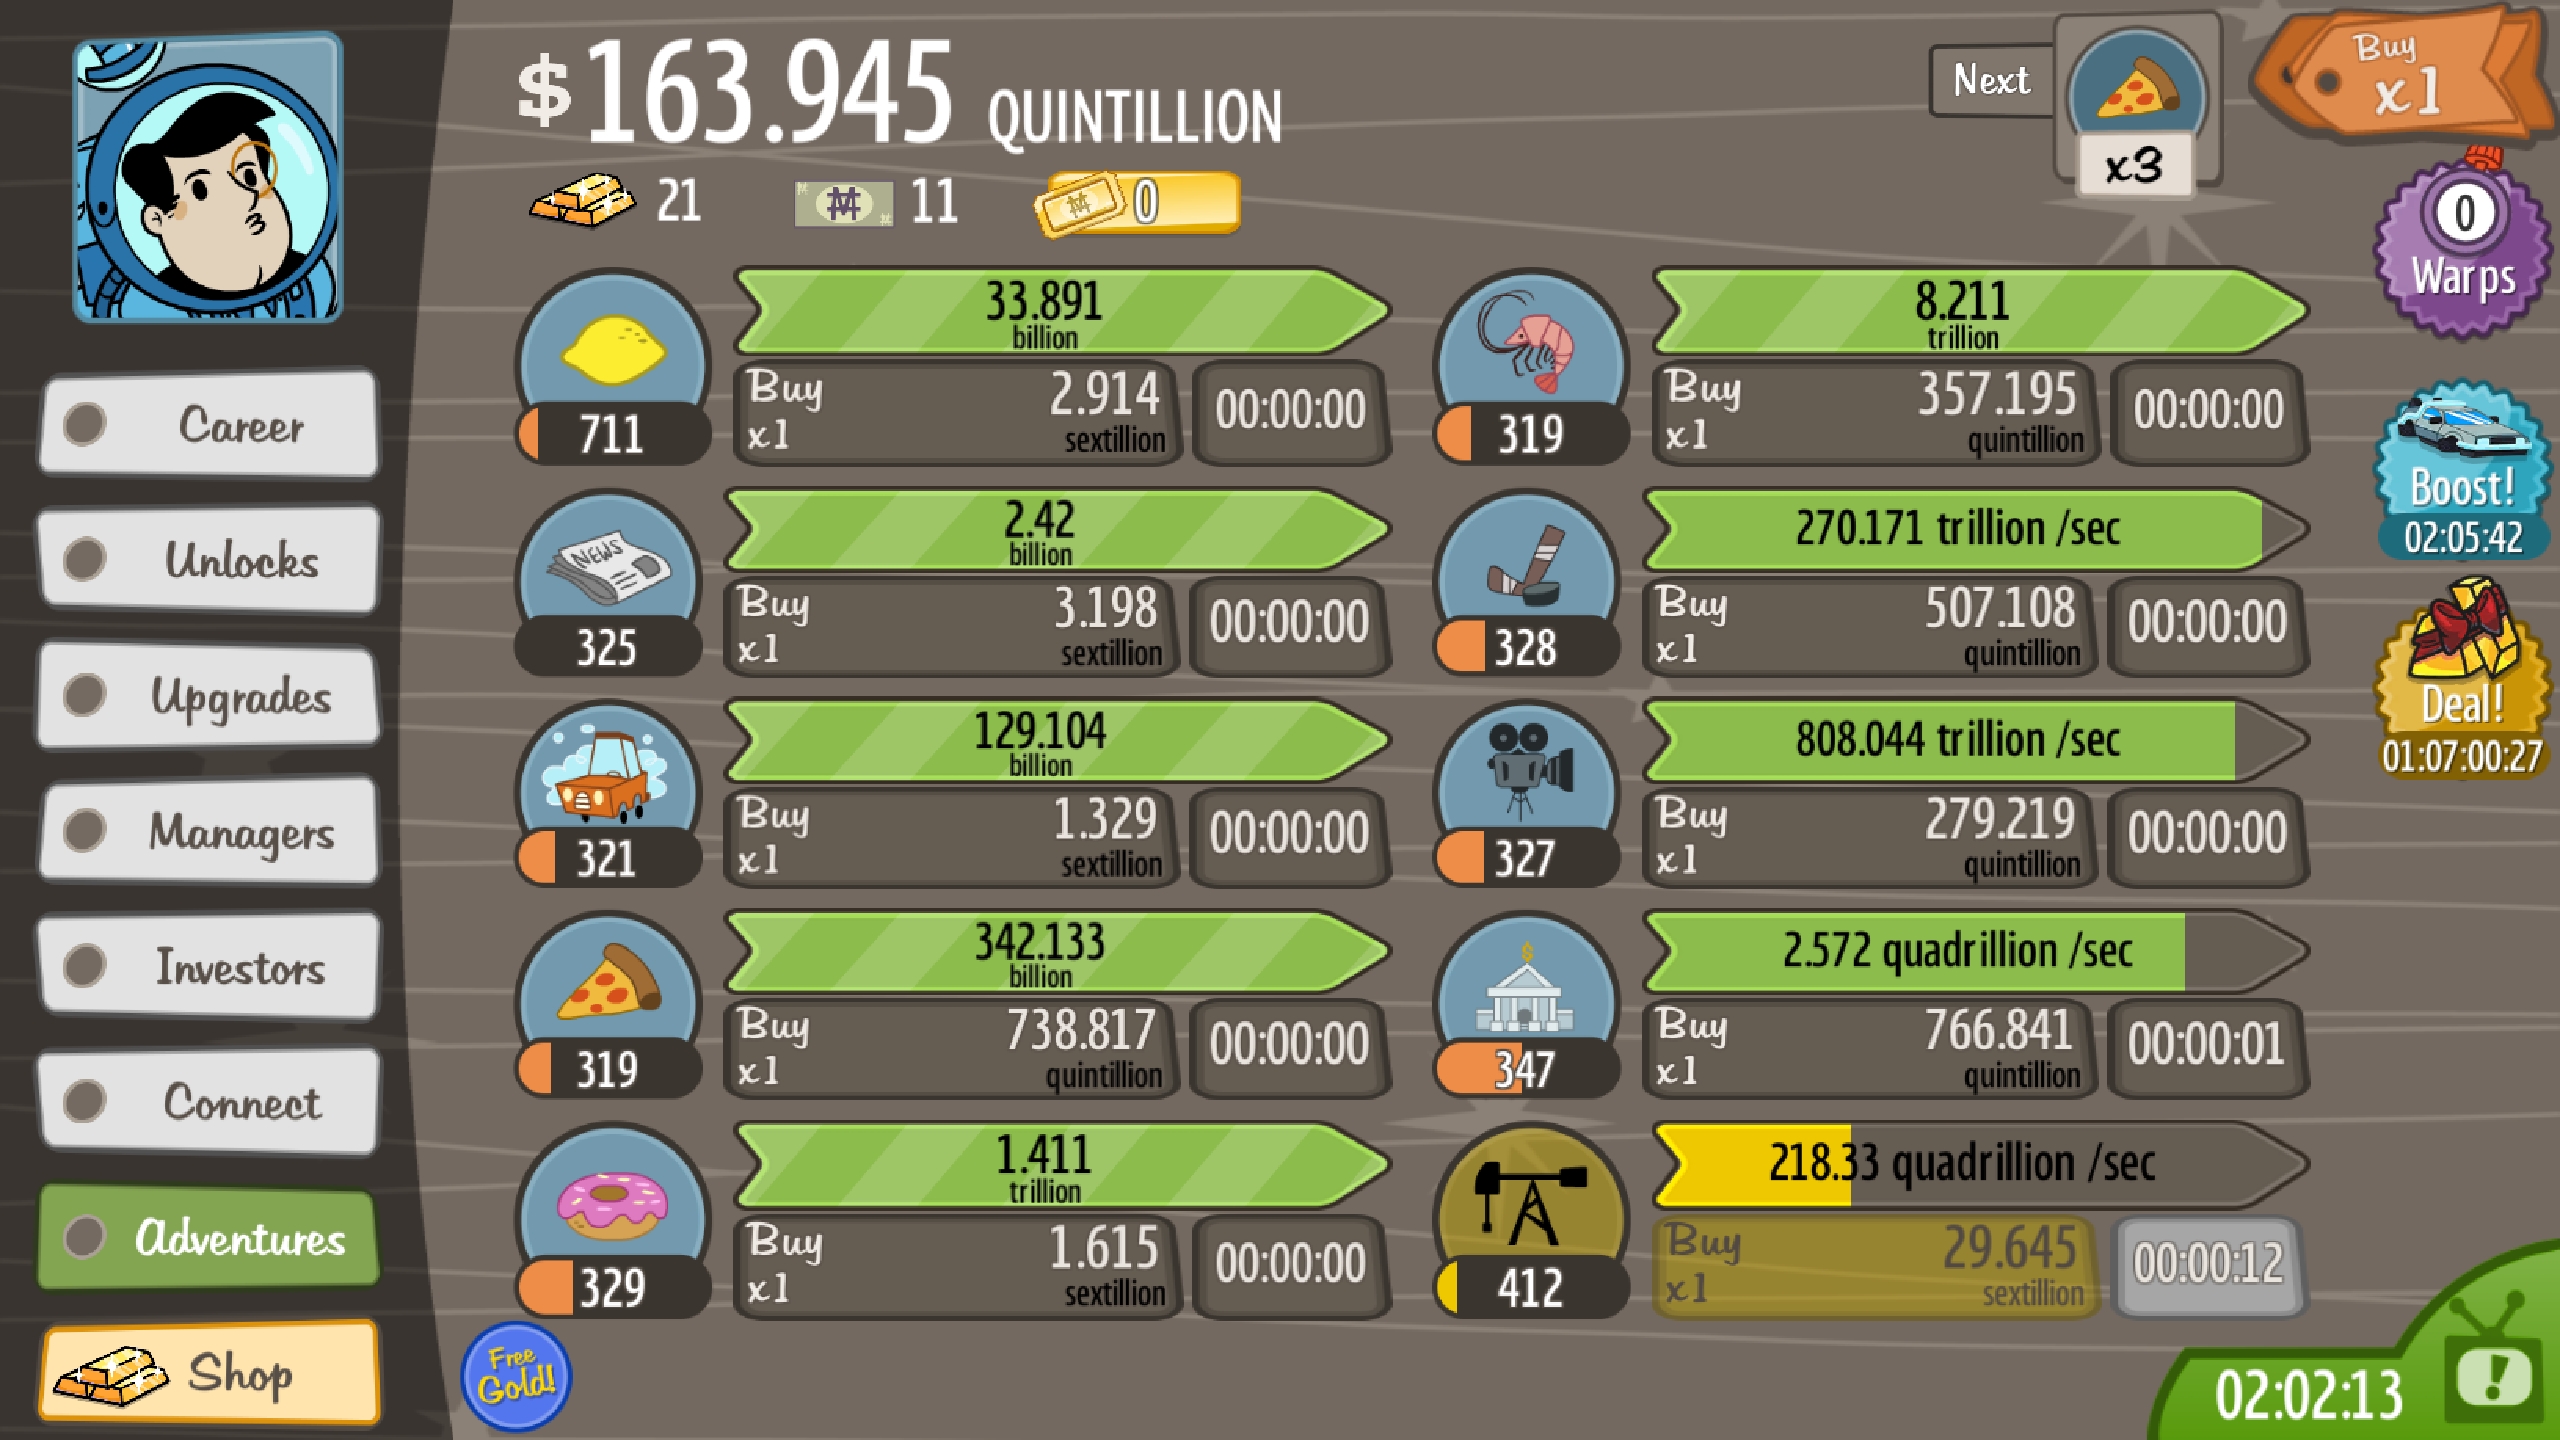 $163.945 QUINTILLION
21
11
0
Next
x3
Buy
x1
0
Warps
Boost!
02:05:42
Deal!
01:07:00:27
Career
Unlocks
Upgrades
Managers
Investors
Connect
Adventures
Shop
33.891
billion
711
Buy
x1
2.914
sextillion
00:00:00
NEWS
2.42
billion
325
Buy
x1
3.198
sextillion
00:00:00
129.104
billion
321
Buy
x1
1.329
sextillion
00:00:00
342.133
billion
319
Buy
x1
738.817
quintillion
00:00:00
1.411
trillion
329
Buy
x1
1.615
sextillion
00:00:00
8.211
trillion
319
Buy
x1
357.195
quintillion
00:00:00
270.171 trillion /sec
328
Buy
x1
507.108
quintillion
00:00:00
808.044 trillion /sec
327
Buy
x1
279.219
quintillion
00:00:00
2.572 quadrillion /sec
347
Buy
x1
766.841
quintillion
00:00:01
218.33 quadrillion /sec
412
Buy
x1
29.645
sextillion
00:00:12
Free
Gold!
02:02:13
!